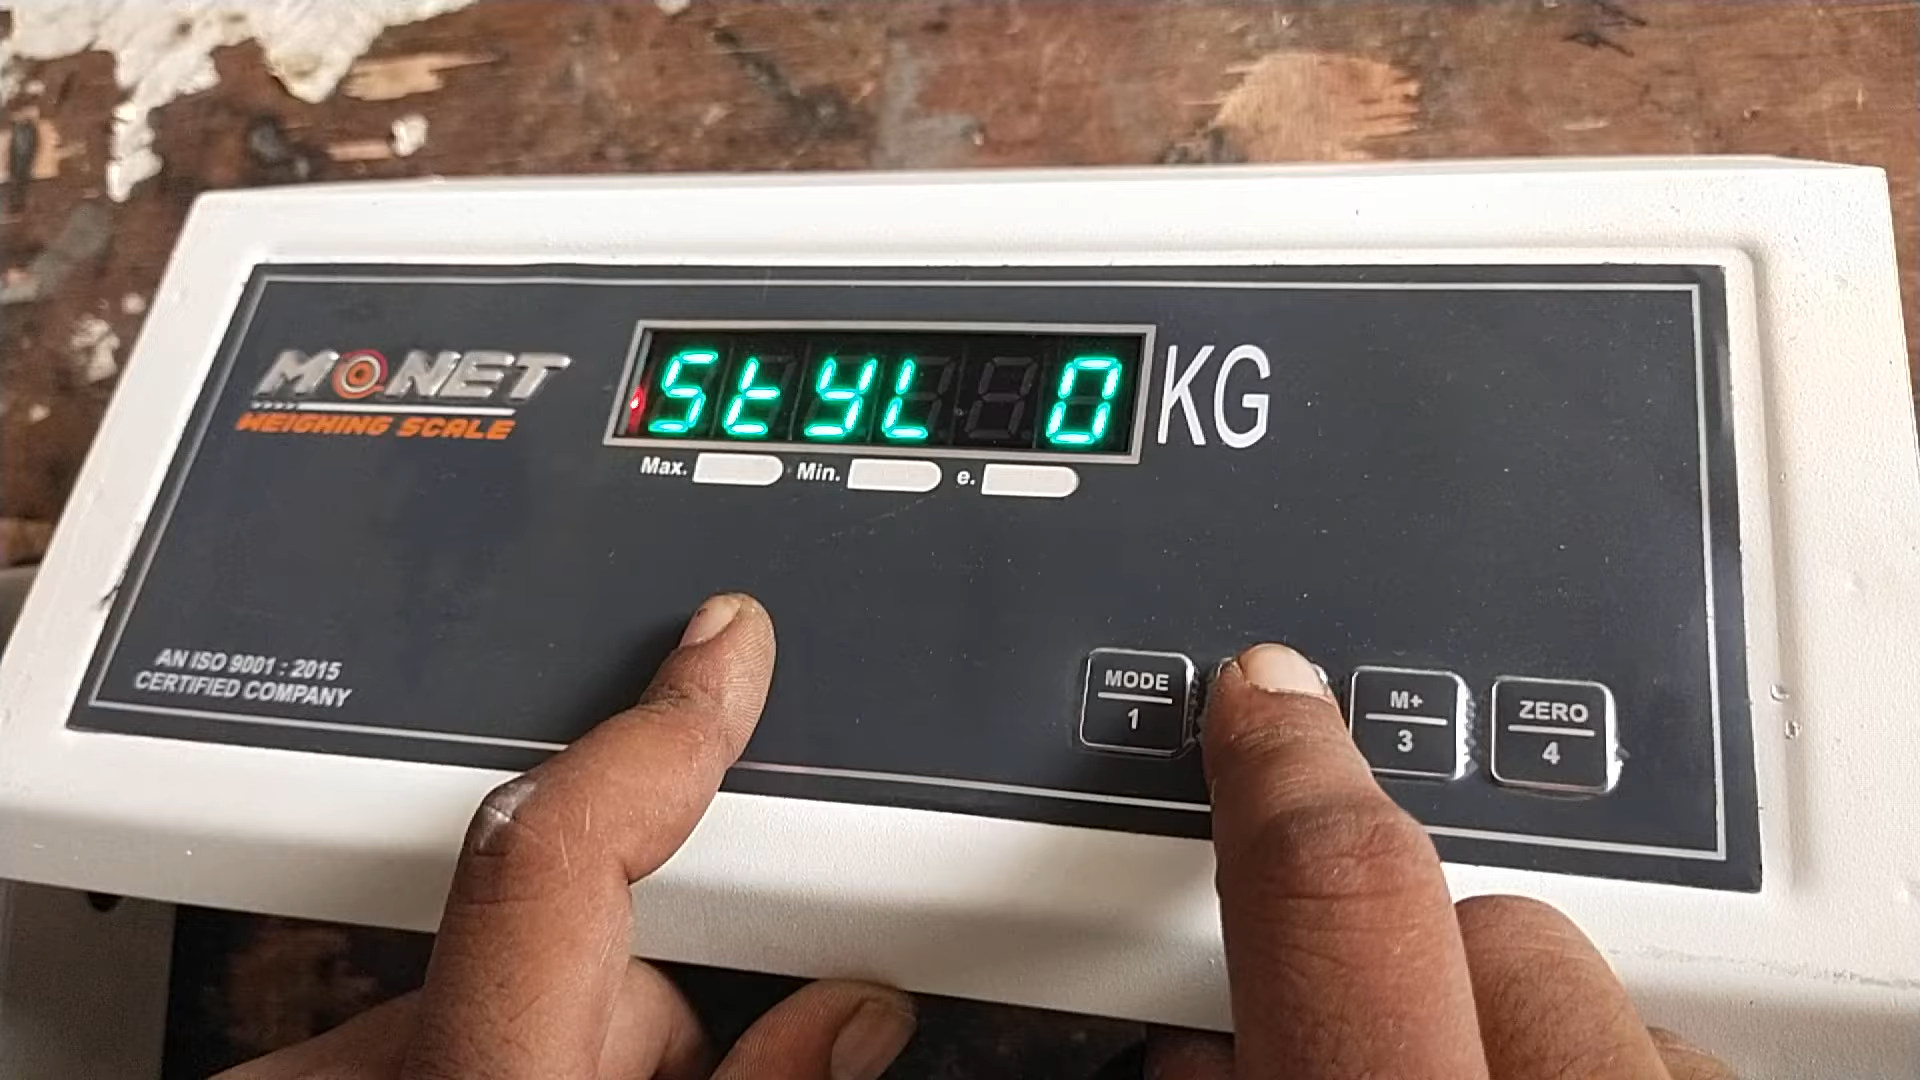 MONET
WEIGHING SCALE
StyL 0
KG
Max.
Min.
e.
AN ISO 9001 : 2015
CERTIFIED COMPANY
MODE
1
M+
3
ZERO
4